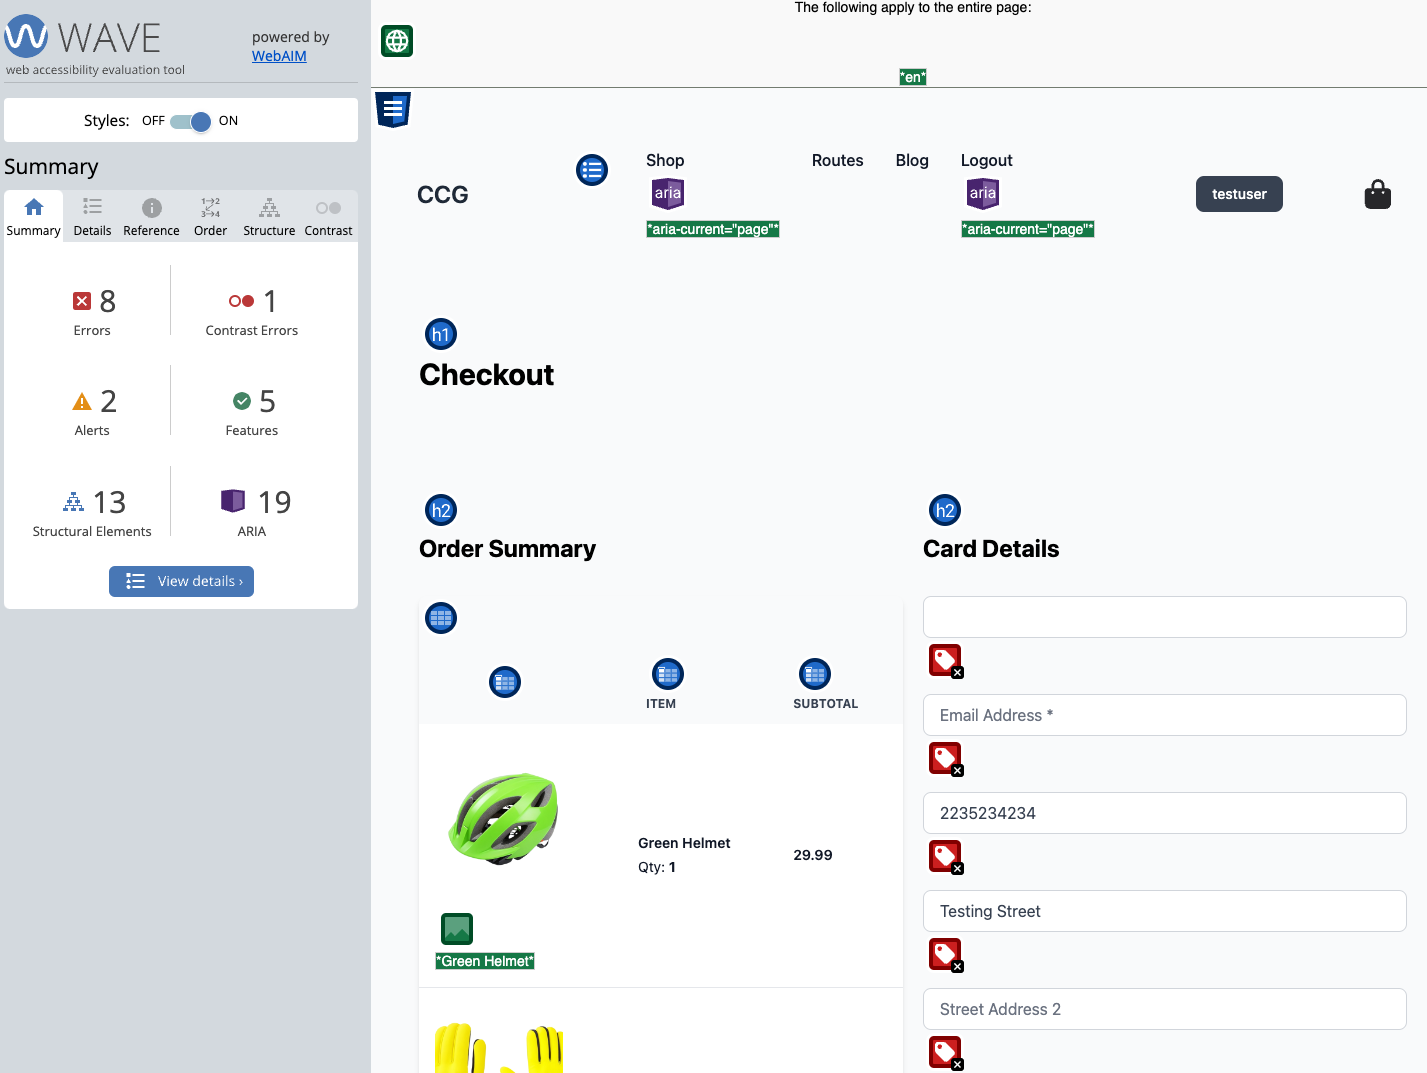 WAVE
web accessibility evaluation tool
powered by
WebAIM
Styles: OFF ON
Summary
Summary Details Reference Order Structure Contrast
1→2
3→4
8
Errors
1
Contrast Errors
2
Alerts
5
Features
13
Structural Elements
19
ARIA
View details ›
The following apply to the entire page:
*en*
CCG
Shop Routes Blog Logout
aria aria
*aria-current="page"* *aria-current="page"*
testuser
h1
Checkout
h2
Order Summary
ITEM SUBTOTAL
Green Helmet
Qty: 1
29.99
*Green Helmet*
h2
Card Details
Email Address *
2235234234
Testing Street
Street Address 2